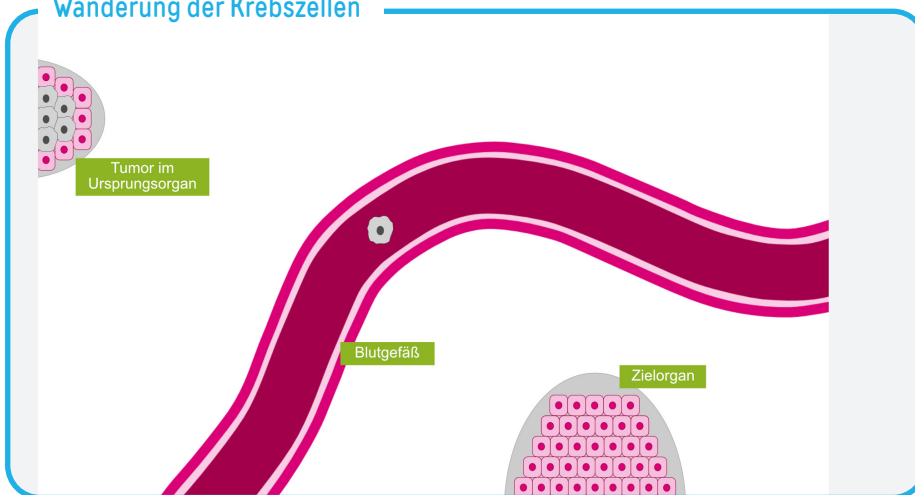 Wanderung der Krebszellen
Tumor im
Ursprungsorgan
Blutgefäß
Zielorgan